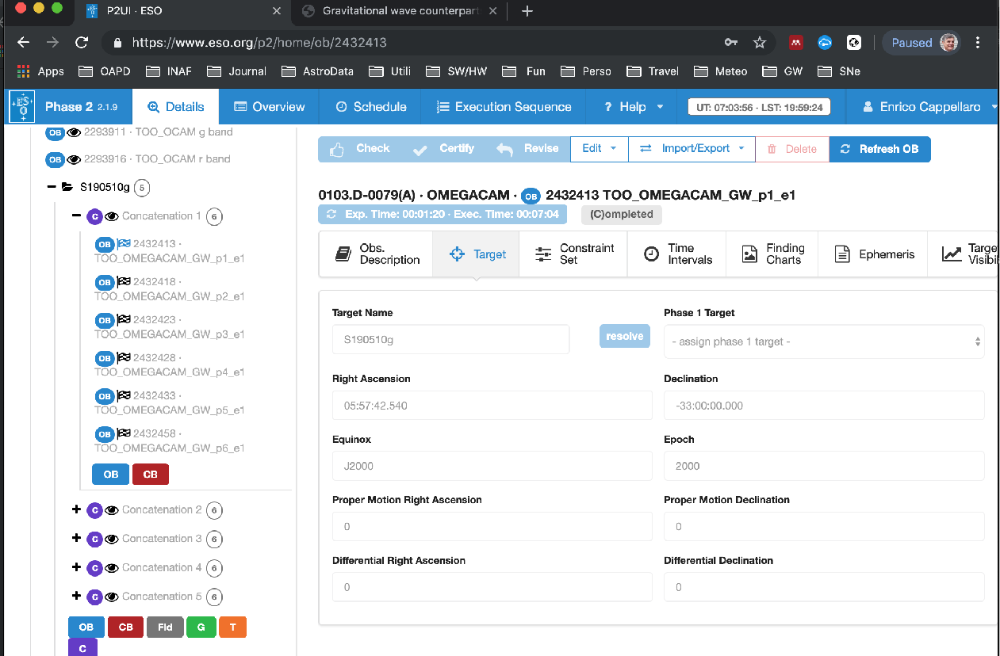 P2UI · ESO
Gravitational wave counterpart
https://www.eso.org/p2/home/ob/2432413
Paused
Apps OAPD INAF Journal AstroData Utili SW/HW Fun Perso Travel Meteo GW SNe
ESO
Phase 2 2.1.9 Details Overview Schedule Execution Sequence ? Help UT: 07:03:56 - LST: 19:59:24 Enrico Cappellaro
OB 2293911 · TOO_OCAM g band
OB 2293916 · TOO_OCAM r band
S190510g 5
C Concatenation 1 6
OB 2432413 ·
TOO_OMEGACAM_GW_p1_e1
OB 2432418 ·
TOO_OMEGACAM_GW_p2_e1
OB 2432423 ·
TOO_OMEGACAM_GW_p3_e1
OB 2432428 ·
TOO_OMEGACAM_GW_p4_e1
OB 2432433 ·
TOO_OMEGACAM_GW_p5_e1
OB 2432458 ·
TOO_OMEGACAM_GW_p6_e1
OB CB
C Concatenation 2 6
C Concatenation 3 6
C Concatenation 4 6
C Concatenation 5 6
OB CB Fld G T
C
Check Certify Revise Edit Import/Export Delete Refresh OB
0103.D-0079(A) · OMEGACAM · OB 2432413 TOO_OMEGACAM_GW_p1_e1
Exp. Time: 00:01:20 · Exec. Time: 00:07:04 (C)ompleted
Obs.
Description
Target
Constraint
Set
Time
Intervals
Finding
Charts
Ephemeris
Targe
Visibi
Target Name Phase 1 Target
S190510g resolve - assign phase 1 target -
Right Ascension Declination
05:57:42.540 -33:00:00.000
Equinox Epoch
J2000 2000
Proper Motion Right Ascension Proper Motion Declination
0 0
Differential Right Ascension Differential Declination
0 0